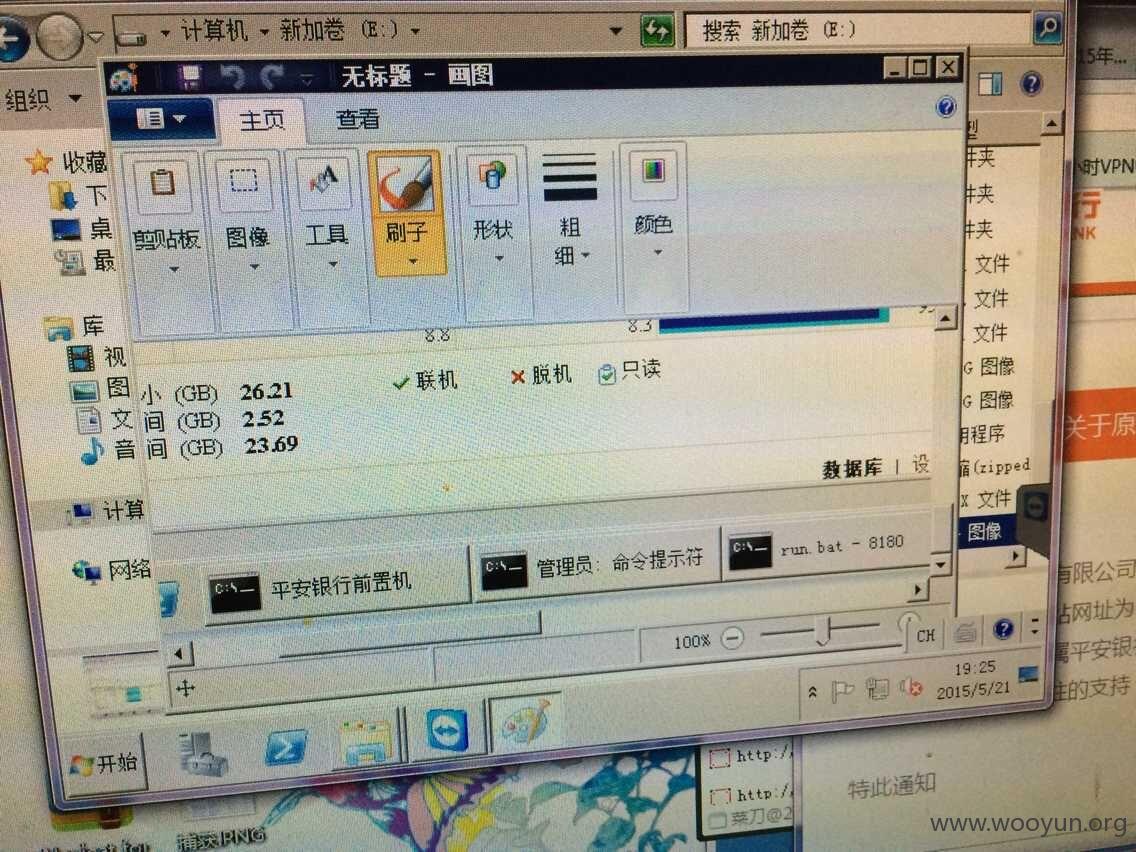 计算机 新加卷 (E:)
搜索 新加卷 (E:)
组织
无标题 - 画图
主页
查看
15年...
收藏
下
桌
最
剪贴板
图像
工具
刷子
形状
粗
细
颜色
型
件夹
件夹
件夹
文件
文件
文件
G 图像
G 图像
用程序
缩(zipped
X 文件
图像
小时VPN
行
NK
关于原
库
视
图
文
音
8.8
8.3
小 (GB) 26.21
间 (GB) 2.52
间 (GB) 23.69
联机
脱机
只读
数据库 | 设
计算
网络
平安银行前置机
管理员: 命令提示符
run.bat - 8180
100%
CH
19:25
2015/5/21
开始
有限公司
站网址为
属平安银
性的支持
特此通知
http:/
http:/
菜刀@2
捕获.PNG
www.wooyun.org